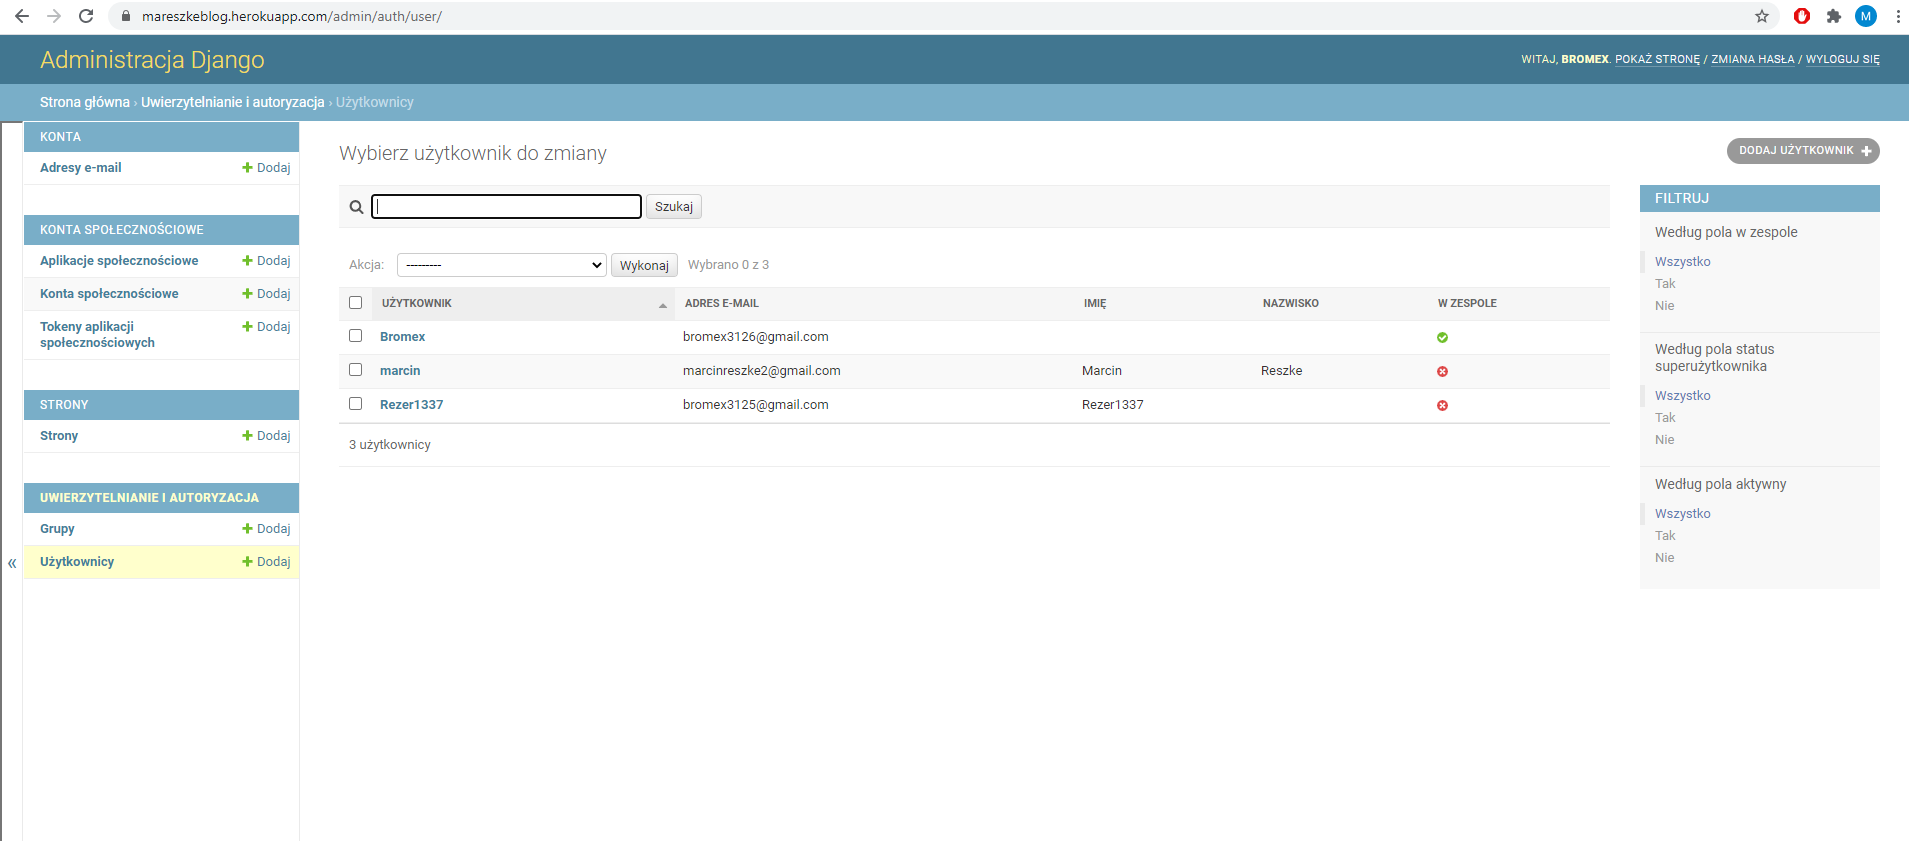 mareszkeblog.herokuapp.com/admin/auth/user/
M
Administracja Django
WITAJ, BROMEX. POKAŻ STRONĘ / ZMIANA HASŁA / WYLOGUJ SIĘ
Strona główna › Uwierzytelnianie i autoryzacja › Użytkownicy
KONTA
Adresy e-mail Dodaj
KONTA SPOŁECZNOŚCIOWE
Aplikacje społecznościowe Dodaj
Konta społecznościowe Dodaj
Tokeny aplikacji Dodaj
społecznościowych
STRONY
Strony Dodaj
UWIERZYTELNIANIE I AUTORYZACJA
Grupy Dodaj
Użytkownicy Dodaj
«
Wybierz użytkownik do zmiany
DODAJ UŻYTKOWNIK
Szukaj
Akcja: --------- Wykonaj Wybrano 0 z 3
UŻYTKOWNIK ADRES E-MAIL IMIĘ NAZWISKO W ZESPOLE
Bromex bromex3126@gmail.com
marcin marcinreszke2@gmail.com Marcin Reszke
Rezer1337 bromex3125@gmail.com Rezer1337
3 użytkownicy
FILTRUJ
Według pola w zespole
Wszystko
Tak
Nie
Według pola status
superużytkownika
Wszystko
Tak
Nie
Według pola aktywny
Wszystko
Tak
Nie